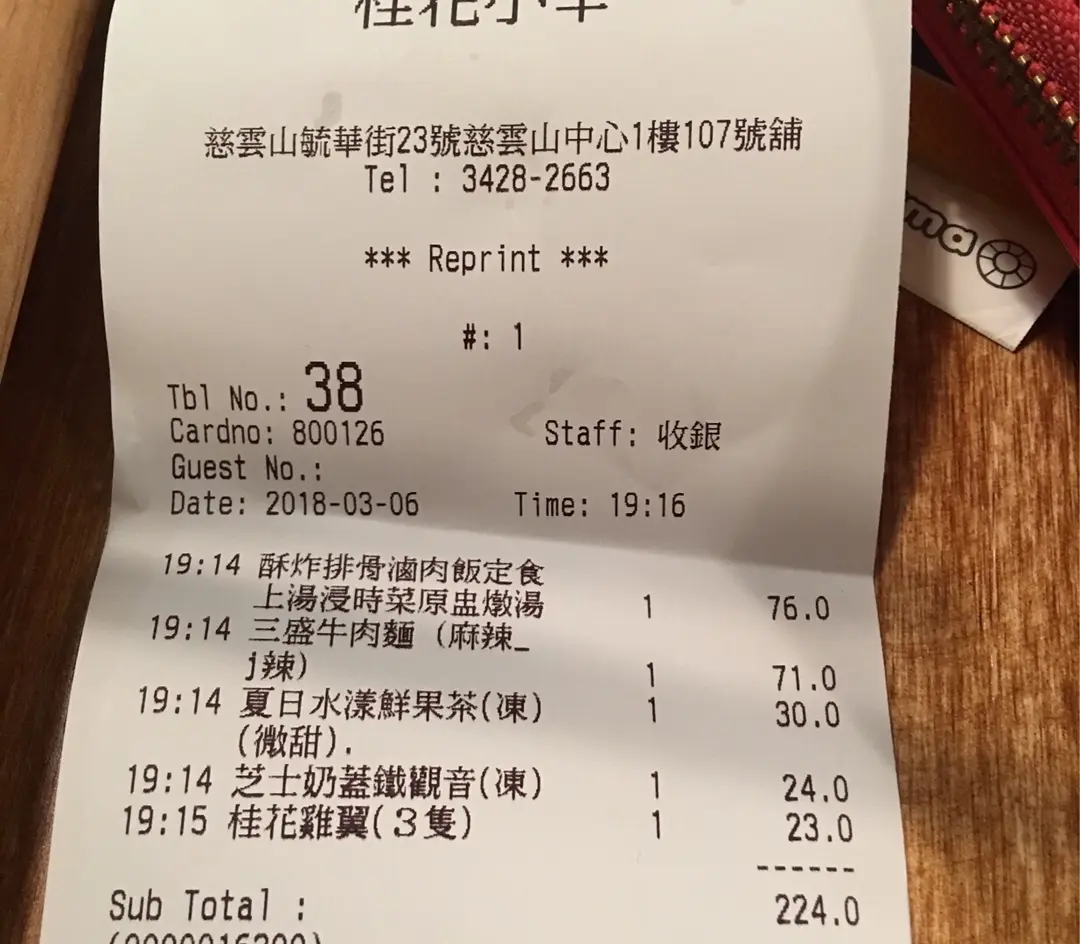 慈雲山毓華街23號慈雲山中心1樓107號舖
Tel : 3428-2663
*** Reprint ***
#: 1
Tbl No.: 38
Cardno: 800126 Staff: 收銀
Guest No.:
Date: 2018-03-06 Time: 19:16
19:14 酥炸排骨滷肉飯定食
上湯浸時菜原盅燉湯 1 76.0
19:14 三盛牛肉麵 (麻辣_
j辣) 1 71.0
19:14 夏日水漾鮮果茶(凍) 1 30.0
(微甜).
19:14 芝士奶蓋鐵觀音(凍) 1 24.0
19:15 桂花雞翼(3隻) 1 23.0
------
Sub Total : 224.0
ma